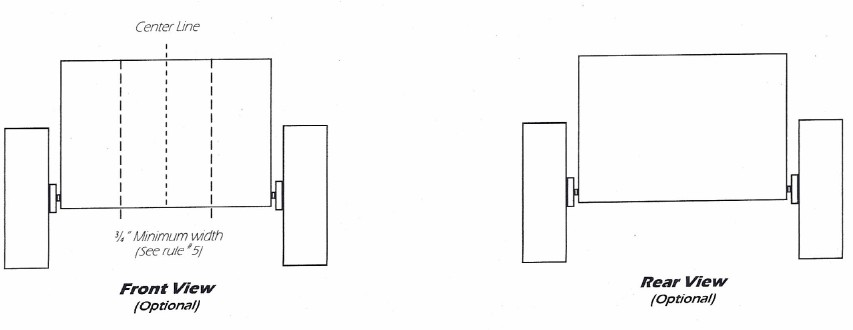 Center Line
3/4" Minimum width
(See rule #5)
Front View
(Optional)
Rear View
(Optional)